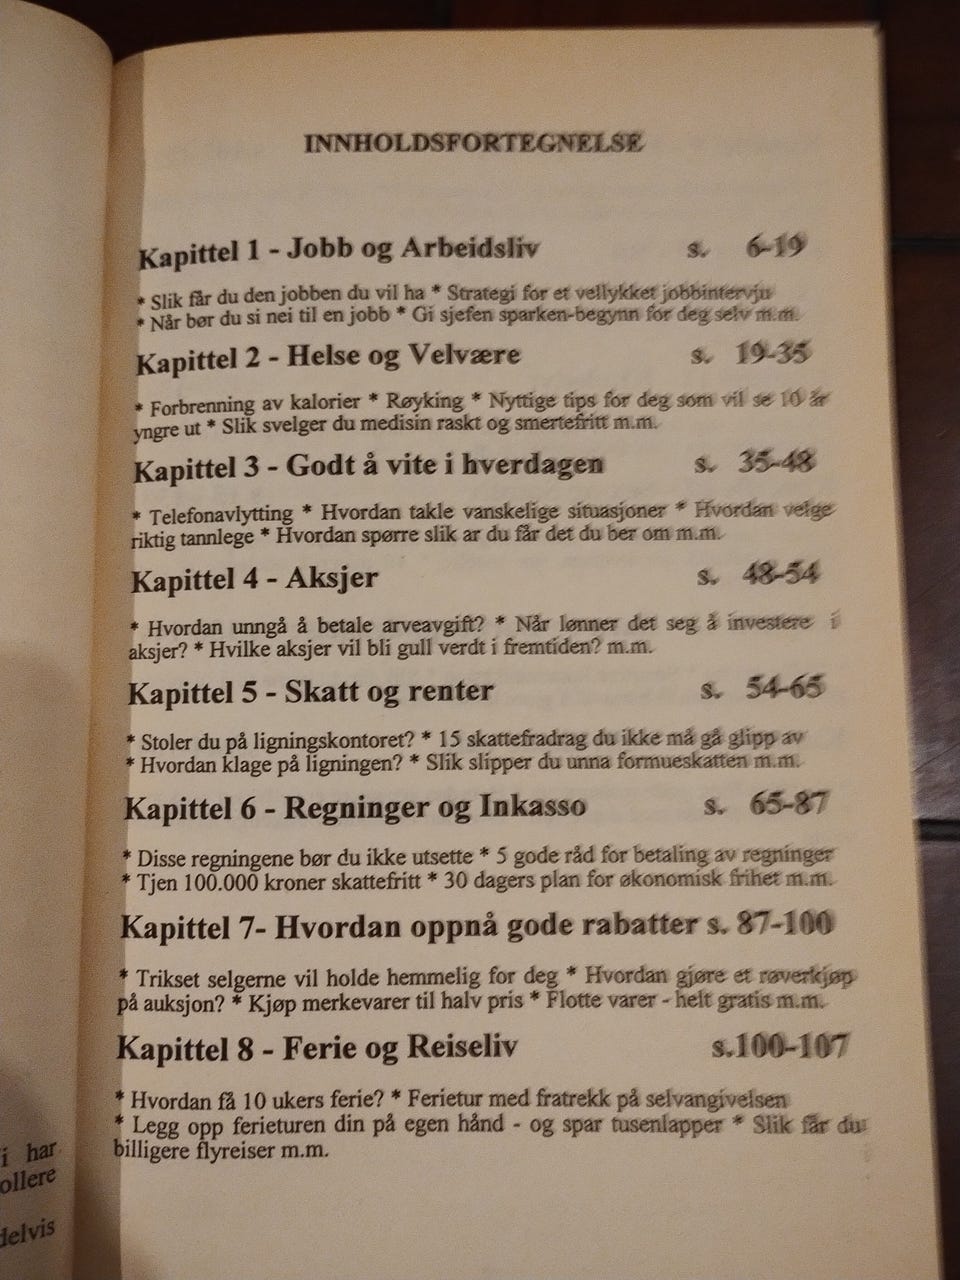 INNHOLDSFORTEGNELSE
Kapittel 1 - Jobb og Arbeidsliv s. 6-19
* Slik får du den jobben du vil ha * Strategi for et vellykket jobbintervju
* Når bør du si nei til en jobb * Gi sjefen sparken-begynn for deg selv m.m.
Kapittel 2 - Helse og Velvære s. 19-35
* Forbrenning av kalorier * Røyking * Nyttige tips for deg som vil se 10 år
yngre ut * Slik svelger du medisin raskt og smertefritt m.m.
Kapittel 3 - Godt å vite i hverdagen s. 35-48
* Telefonavlytting * Hvordan takle vanskelige situasjoner * Hvordan velge
riktig tannlege * Hvordan spørre slik ar du får det du ber om m.m.
Kapittel 4 - Aksjer s. 48-54
* Hvordan unngå å betale arveavgift? * Når lønner det seg å investere i
aksjer? * Hvilke aksjer vil bli gull verdt i fremtiden? m.m.
Kapittel 5 - Skatt og renter s. 54-65
* Stoler du på ligningskontoret? * 15 skattefradrag du ikke må gå glipp av
* Hvordan klage på ligningen? * Slik slipper du unna formueskatten m.m.
Kapittel 6 - Regninger og Inkasso s. 65-87
* Disse regningene bør du ikke utsette * 5 gode råd for betaling av regninger
* Tjen 100.000 kroner skattefritt * 30 dagers plan for økonomisk frihet m.m.
Kapittel 7- Hvordan oppnå gode rabatter s. 87-100
* Trikset selgerne vil holde hemmelig for deg * Hvordan gjøre et røverkjøp
på auksjon? * Kjøp merkevarer til halv pris * Flotte varer - helt gratis m.m.
Kapittel 8 - Ferie og Reiseliv s.100-107
* Hvordan få 10 ukers ferie? * Ferietur med fratrekk på selvangivelsen
* Legg opp ferieturen din på egen hånd - og spar tusenlapper * Slik får du
billigere flyreiser m.m.
i har
ollere
delvis